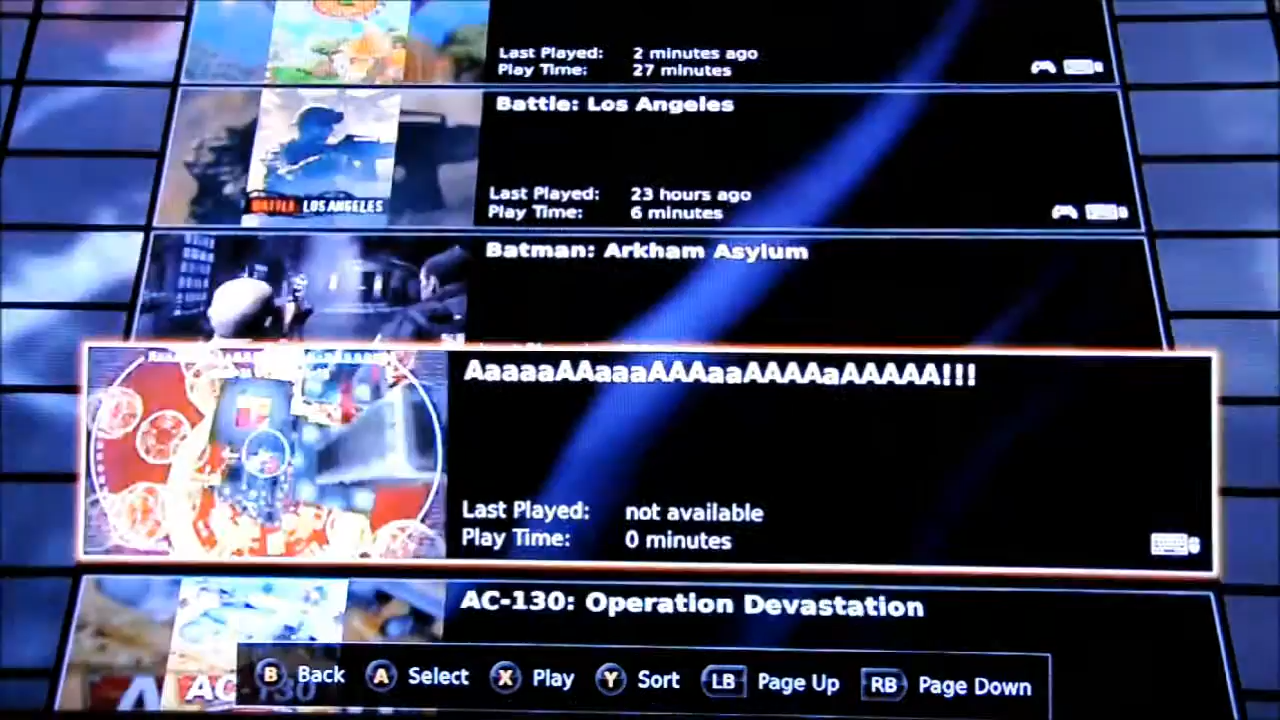 Last Played: 2 minutes ago
Play Time: 27 minutes
Battle: Los Angeles
BATTLE: LOS ANGELES
Last Played: 23 hours ago
Play Time: 6 minutes
Batman: Arkham Asylum
AaaaaAAaaaAAAaaAAAAaAAAAA!!!
Last Played: not available
Play Time: 0 minutes
AC-130: Operation Devastation
AC 130
B Back A Select X Play Y Sort LB Page Up RB Page Down